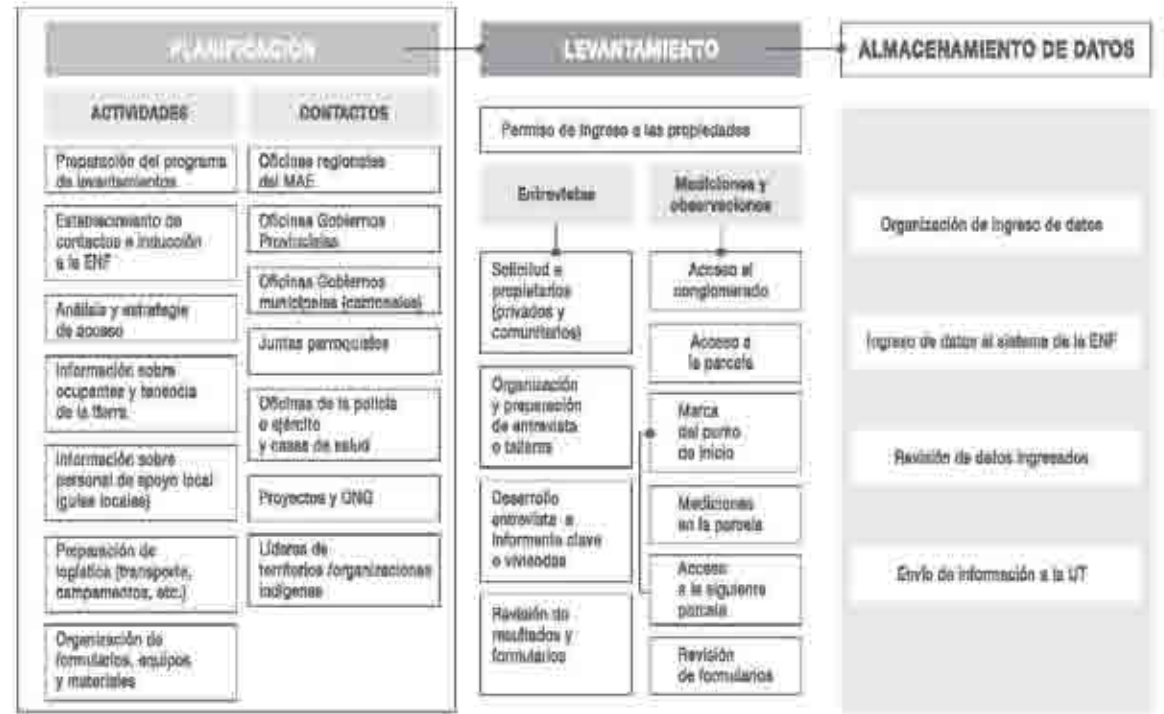 PLANIFICACIÓN
LEVANTAMIENTO
ALMACENAMIENTO DE DATOS
ACTIVIDADES
Preparación del programa
de levantamientos
Establecimiento de
contactos e inducción
a la ENF
Análisis y estrategia
de acceso
Información sobre
ocupantes y tenencia
de la tierra
Información sobre
personal de apoyo local
(guías locales)
Preparación de
logística (transporte,
campamentos, etc.)
Organización de
formularios, equipos
y materiales
CONTACTOS
Oficinas regionales
del MAE
Oficinas Gobiernos
Provinciales
Oficinas Gobiernos
municipales (cantonales)
Juntas parroquiales
Oficinas de la policía
o ejército
y casas de salud
Proyectos y ONG
Líderes de
territorios /organizaciones
indígenas
Permiso de ingreso a las propiedades
Entrevistas
Solicitud a
propietarios
(privados y
comunitarios)
Organización
y preparación
de entrevista
o talleres
Desarrollo
entrevista a
informante clave
o viviendas
Revisión de
resultados y
formularios
Mediciones y
observaciones
Acceso al
conglomerado
Acceso a
la parcela
Marca
del punto
de inicio
Mediciones
en la parcela
Acceso
a la siguiente
parcela
Revisión
de formularios
Organización de ingreso de datos
Ingreso de datos al sistema de la ENF
Revisión de datos ingresados
Envío de información a la UT